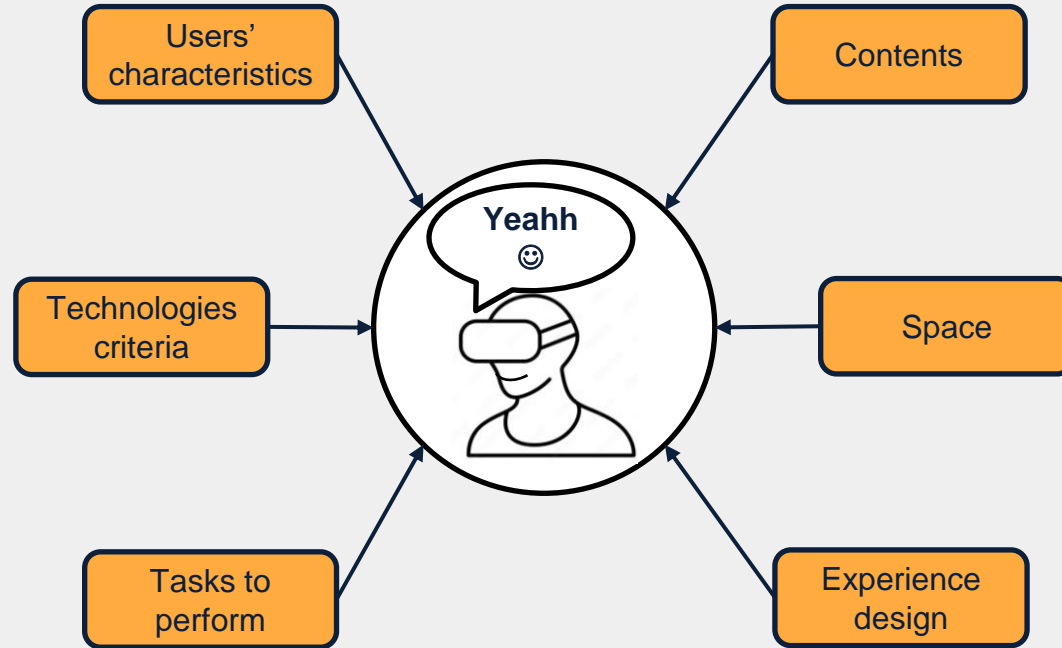 Users’
characteristics
Contents
Yeahh
☺
Technologies
criteria
Space
Tasks to
perform
Experience
design